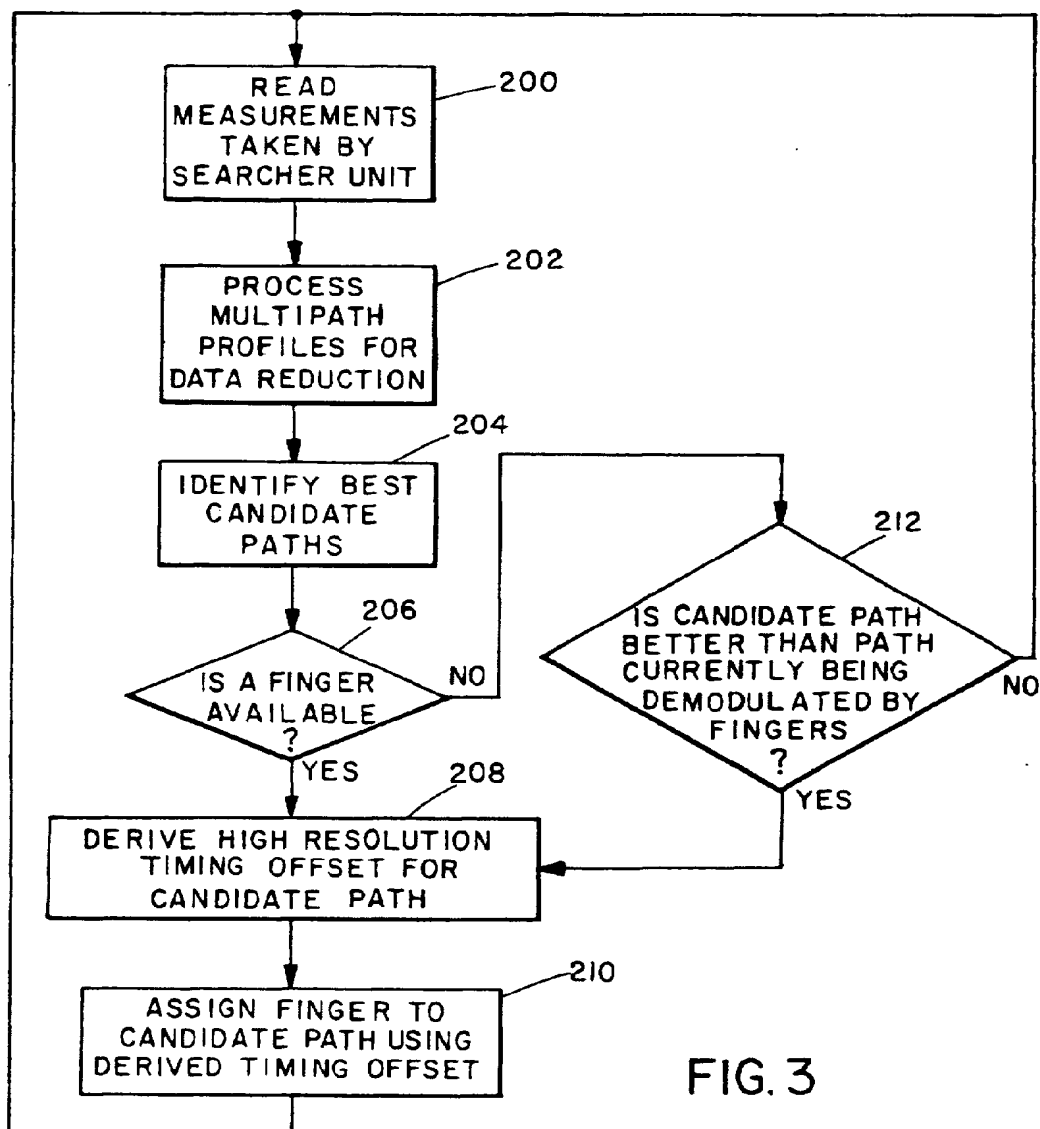 READ
MEASUREMENTS
TAKEN BY
SEARCHER UNIT
200
PROCESS
MULTIPATH
PROFILES FOR
DATA REDUCTION
202
IDENTIFY BEST
CANDIDATE
PATHS
204
IS A FINGER
AVAILABLE
?
206
NO
YES
IS CANDIDATE PATH
BETTER THAN PATH
CURRENTLY BEING
DEMODULATED BY
FINGERS
?
212
NO
YES
DERIVE HIGH RESOLUTION
TIMING OFFSET FOR
CANDIDATE PATH
208
ASSIGN FINGER TO
CANDIDATE PATH USING
DERIVED TIMING OFFSET
210
FIG. 3